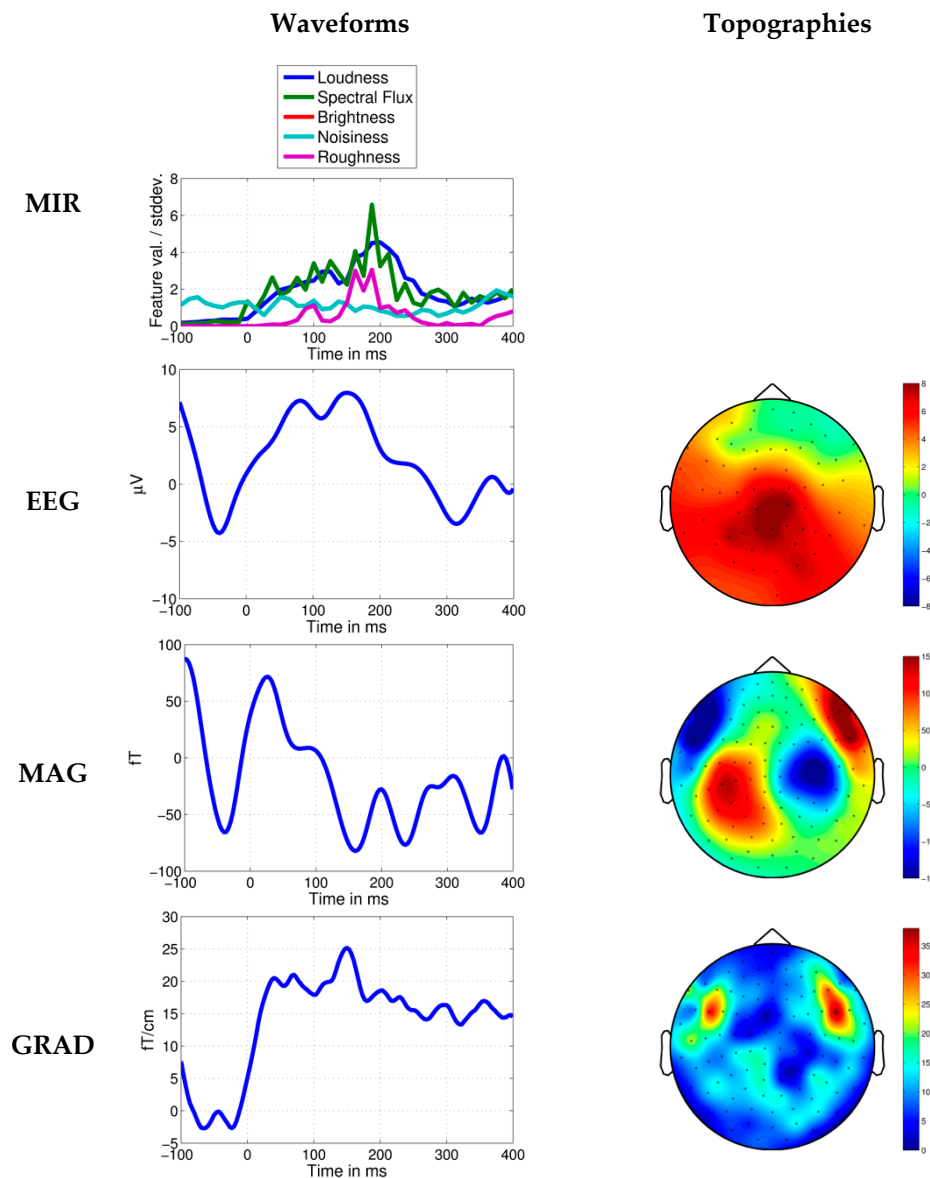 Waveforms
Topographies
Loudness
Spectral Flux
Brightness
Noisiness
Roughness
MIR
Feature val. / stddev.
8
6
4
2
0
−100 0 100 200 300 400
Time in ms
EEG
µV
10
5
0
−5
−10
−100 0 100 200 300 400
Time in ms
8
6
4
2
0
−2
−4
−6
−8
MAG
fT
100
50
0
−50
−100
−100 0 100 200 300 400
Time in ms
15
10
50
0
−5
−1
−1
GRAD
fT/cm
30
25
20
15
10
5
0
−5
−100 0 100 200 300 400
Time in ms
35
30
25
20
15
10
5
0